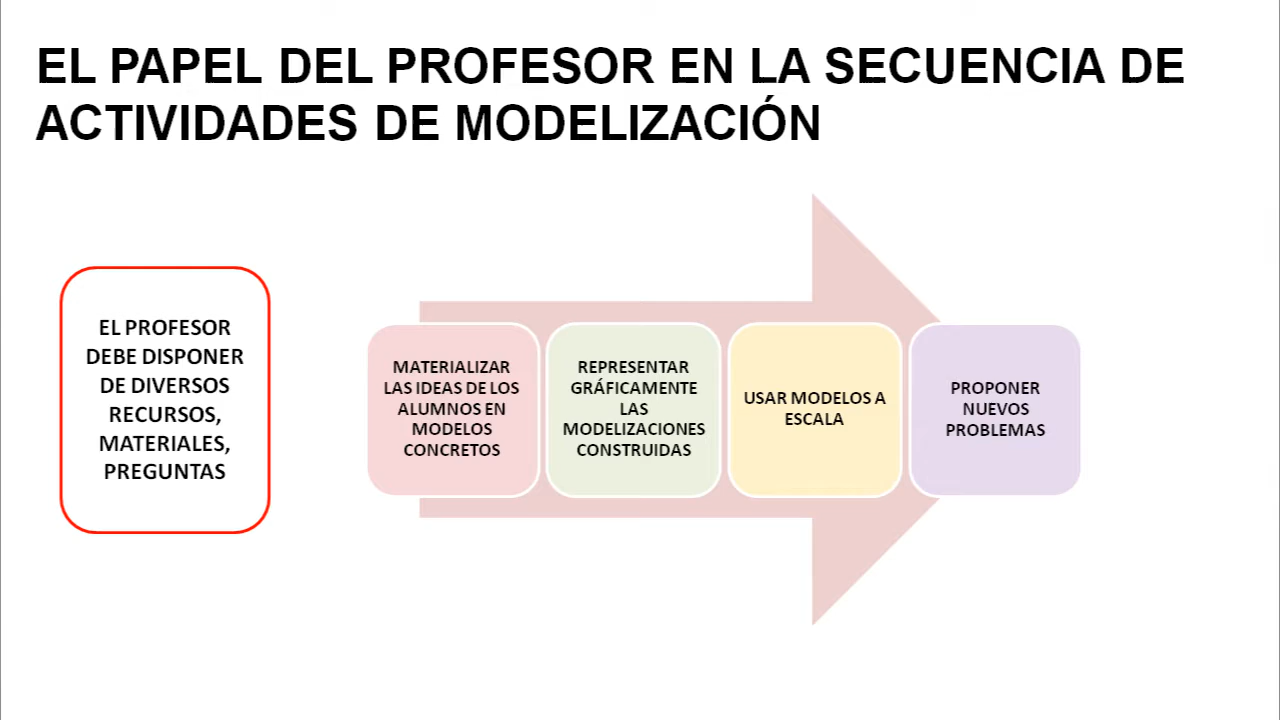 EL PAPEL DEL PROFESOR EN LA SECUENCIA DE
ACTIVIDADES DE MODELIZACIÓN
EL PROFESOR
DEBE DISPONER
DE DIVERSOS
RECURSOS,
MATERIALES,
PREGUNTAS
MATERIALIZAR
LAS IDEAS DE LOS
ALUMNOS EN
MODELOS
CONCRETOS
REPRESENTAR
GRÁFICAMENTE
LAS
MODELIZACIONES
CONSTRUIDAS
USAR MODELOS A
ESCALA
PROPONER
NUEVOS
PROBLEMAS